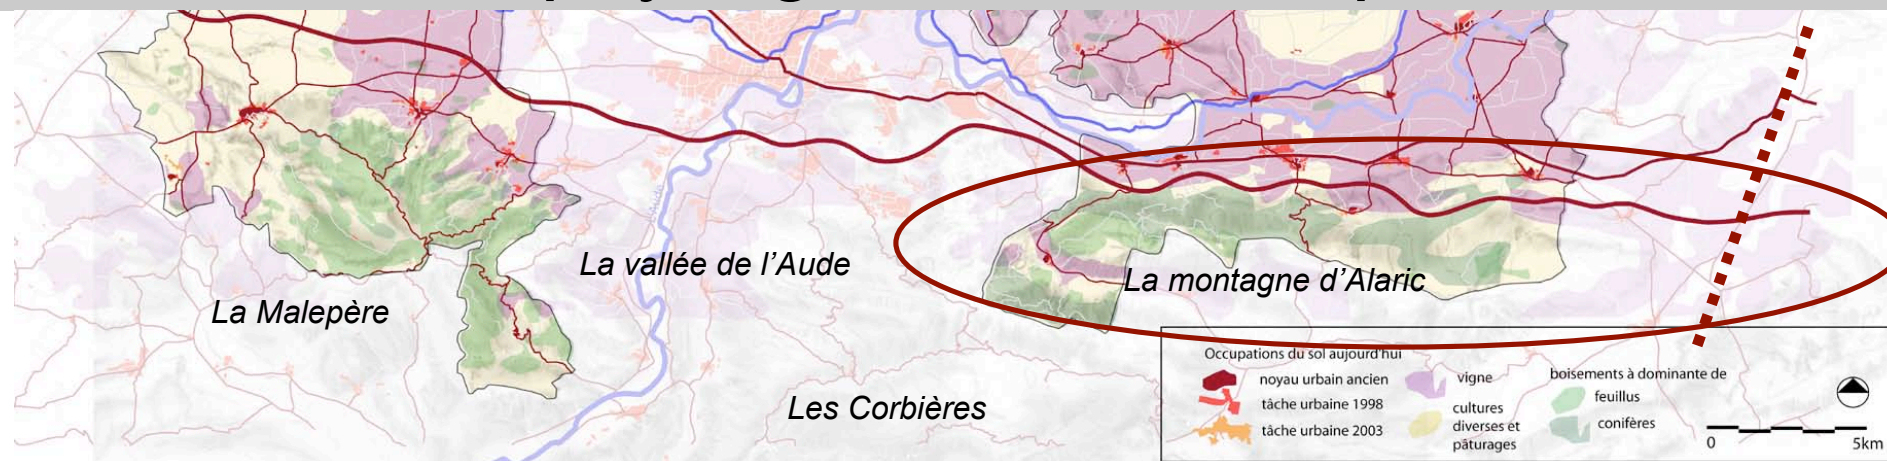 La vallée de l'Aude
La montagne d'Alaric
La Malepère
Les Corbières
Occupations du sol aujourd'hui
noyau urbain ancien
tâche urbaine 1998
tâche urbaine 2003
vigne
cultures
diverses et
pâturages
boisements à dominante de
feuillus
conifères
0 5km